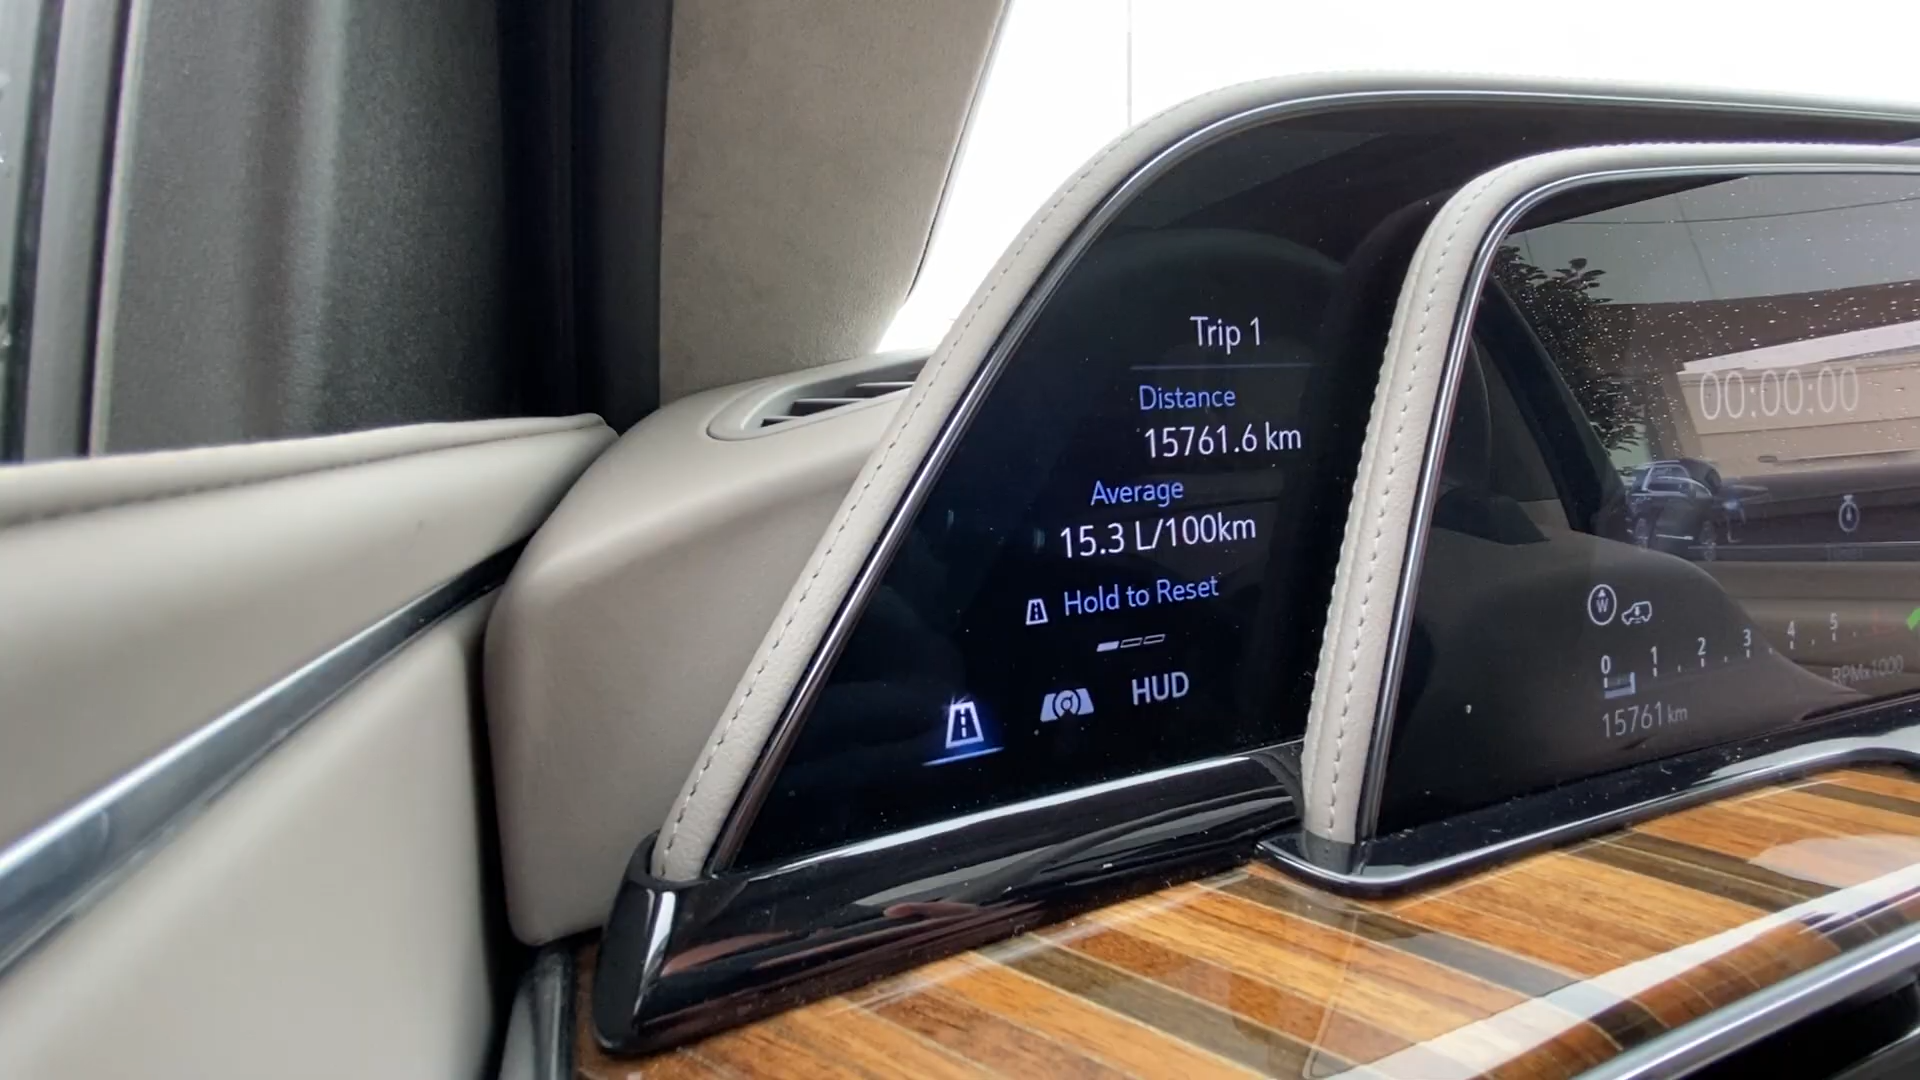 Trip 1
Distance
15761.6 km
Average
15.3 L/100km
Hold to Reset
HUD
00:00:00
W
0 1 2 3 4 5
RPMx1000
15761 km